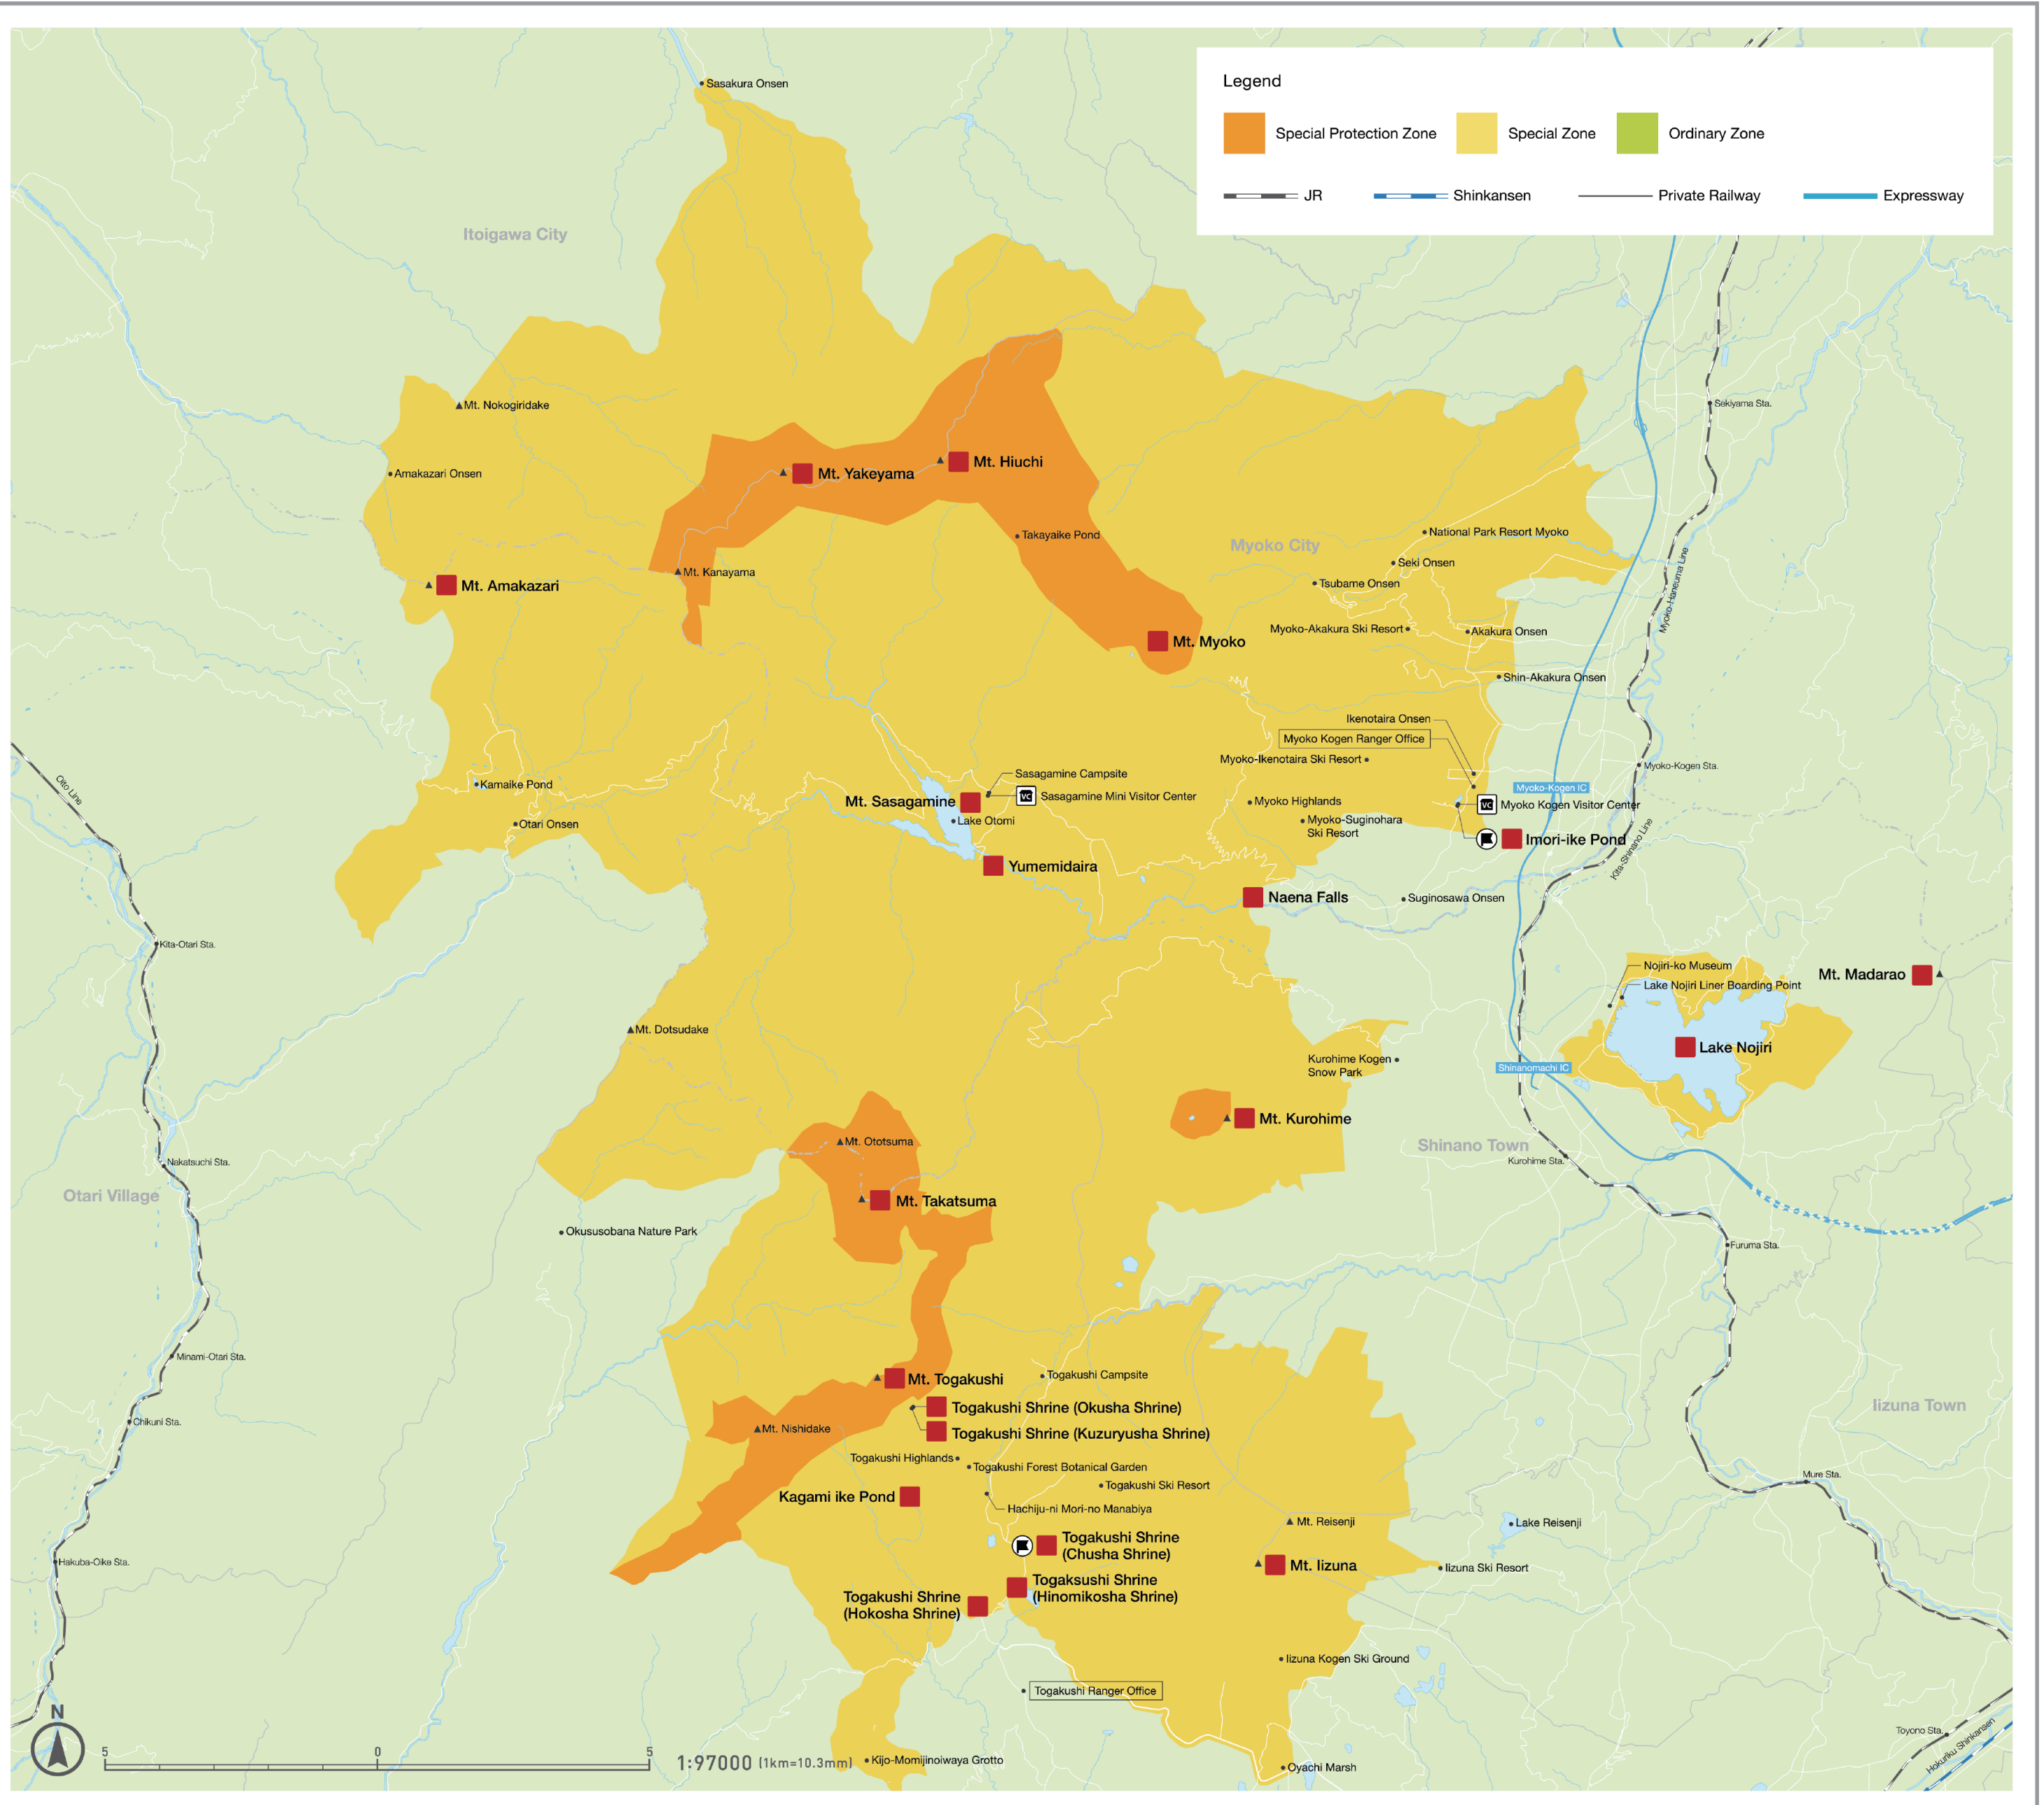 Legend
Special Protection Zone
Special Zone
Ordinary Zone
JR
Shinkansen
Private Railway
Expressway
Sasakura Onsen
Itoigawa City
Mt. Nokogiridake
Sekiyama Sta.
Amakazari Onsen
Mt. Yakeyama
Mt. Hiuchi
Takayaike Pond
National Park Resort Myoko
Myoko City
Seki Onsen
Mt. Kanayama
Tsubame Onsen
Mt. Amakazari
Myoko-Haneuma Line
Myoko-Akakura Ski Resort
Akakura Onsen
Mt. Myoko
Shin-Akakura Onsen
Ikenotaira Onsen
Myoko Kogen Ranger Office
Myoko-Ikenotaira Ski Resort
Myoko-Kogen Sta.
Oito Line
Sasagamine Campsite
Kamaike Pond
Myoko-Kogen IC
VC
Sasagamine Mini Visitor Center
Mt. Sasagamine
Myoko Highlands
VC
Myoko Kogen Visitor Center
Lake Otomi
Myoko-Suginohara
Ski Resort
Otari Onsen
Imori-ike Pond
Kita-Shinano Line
Yumemidaira
Naena Falls
Suginosawa Onsen
Kita-Otari Sta.
Nojiri-ko Museum
Mt. Madarao
Lake Nojiri Liner Boarding Point
Mt. Dotsudake
Lake Nojiri
Kurohime Kogen
Snow Park
Shinanomachi IC
Mt. Kurohime
Mt. Ototsuma
Shinano Town
Nakatsuchi Sta.
Kurohime Sta.
Otari Village
Mt. Takatsuma
Okususobana Nature Park
Furuma Sta.
Minami-Otari Sta.
Mt. Togakushi
Togakushi Campsite
Togakushi Shrine (Okusha Shrine)
Iizuna Town
Chikuni Sta.
Mt. Nishidake
Togakushi Shrine (Kuzuryusha Shrine)
Togakushi Highlands
Togakushi Forest Botanical Garden
Mure Sta.
Togakushi Ski Resort
Kagami ike Pond
Hachiju-ni Mori-no Manabiya
Mt. Reisenji
Lake Reisenji
Togakushi Shrine
(Chusha Shrine)
Hakuba-Oike Sta.
Mt. Iizuna
Iizuna Ski Resort
Togaksushi Shrine
(Hinomikosha Shrine)
Togakushi Shrine
(Hokosha Shrine)
Iizuna Kogen Ski Ground
Togakushi Ranger Office
N
Toyono Sta.
Hokuriku Shinkansen
5 0 5
1:97000 (1km=10.3mm)
Kijo-Momijinoiwaya Grotto
Oyachi Marsh